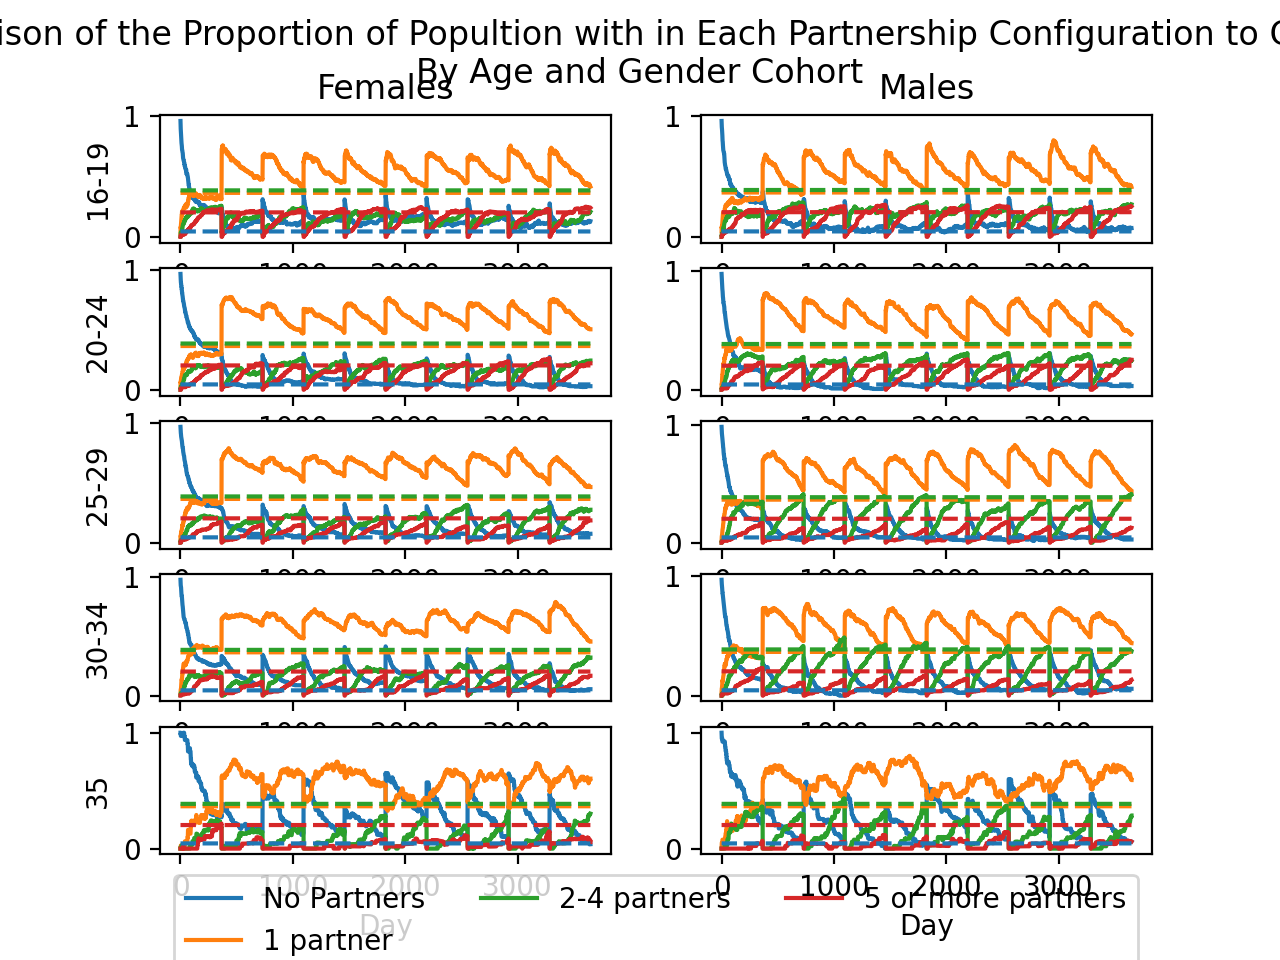 ison of the Proportion of Popultion with in Each Partnership Configuration to
By Age and Gender Cohort
Females Males
1 1
16-19
0 0
1 1
20-24
0 0
1 1
25-29
0 0
1 1
30-34
0 0
1 1
35
0 0
0 1000 2000 3000 0 1000 2000 3000
No Partners 2-4 partners 5 or more partners
Day Day
1 partner